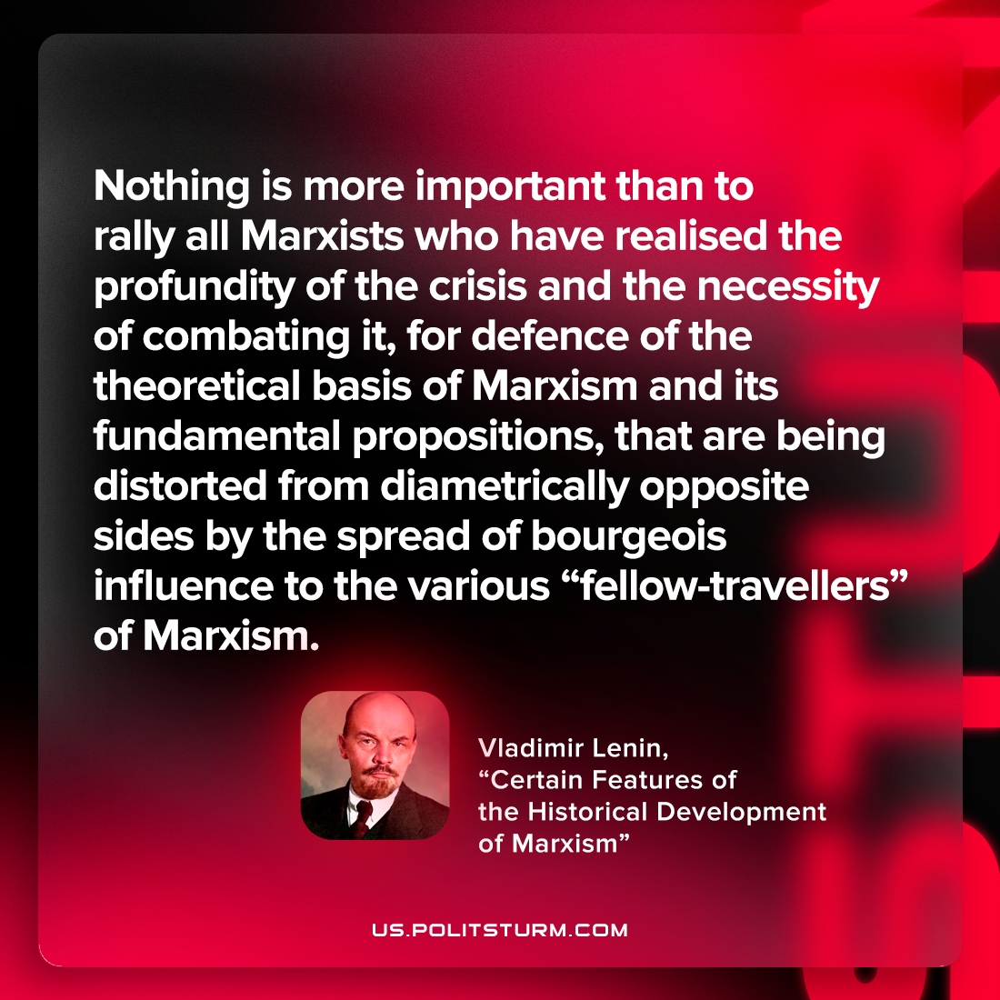 Nothing is more important than to
rally all Marxists who have realised the
profundity of the crisis and the necessity
of combating it, for defence of the
theoretical basis of Marxism and its
fundamental propositions, that are being
distorted from diametrically opposite
sides by the spread of bourgeois
influence to the various “fellow-travellers”
of Marxism.
Vladimir Lenin,
“Certain Features of
the Historical Development
of Marxism”
US.POLITSTURM.COM